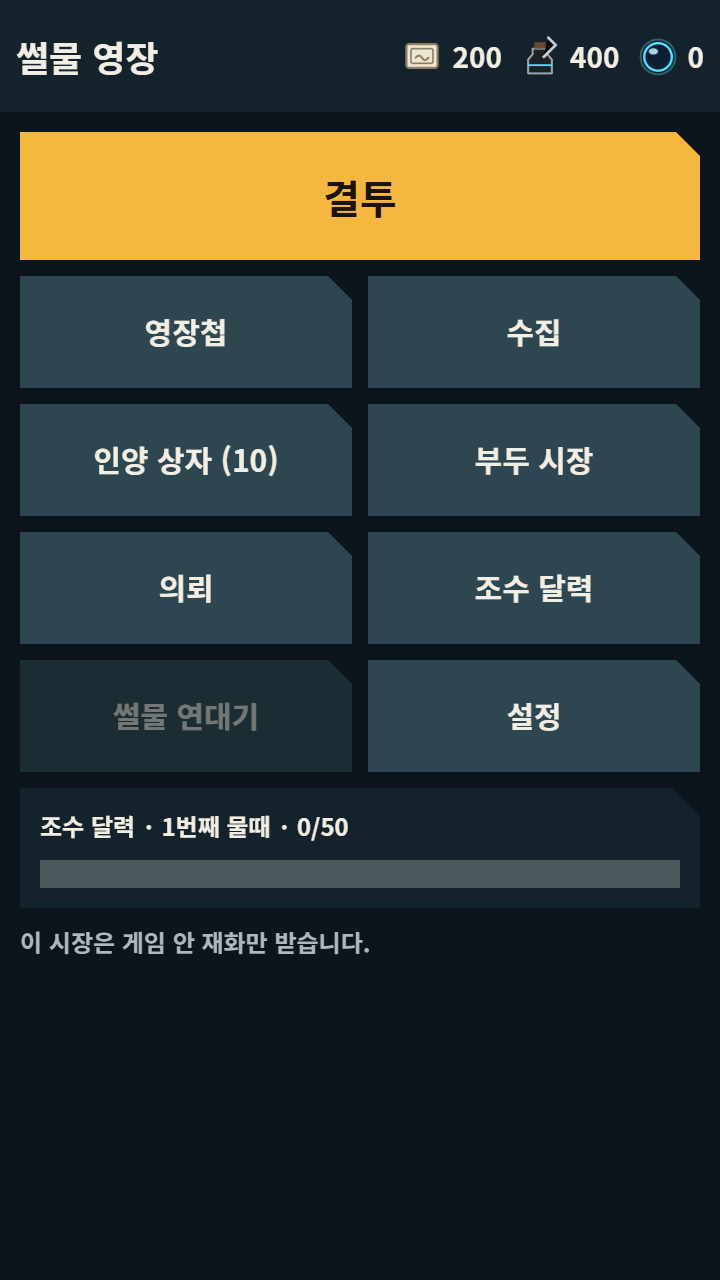 썰물 영장 200 400 0
결투
영장첩 수집
인양 상자 (10) 부두 시장
의뢰 조수 달력
썰물 연대기 설정
조수 달력 · 1번째 물때 · 0/50
이 시장은 게임 안 재화만 받습니다.